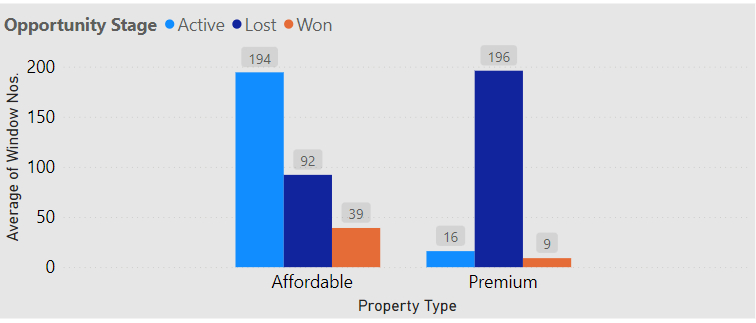 Opportunity Stage Active Lost Won
Average of Window Nos.
200
150
100
50
0
194
92
39
16
196
9
Affordable
Premium
Property Type